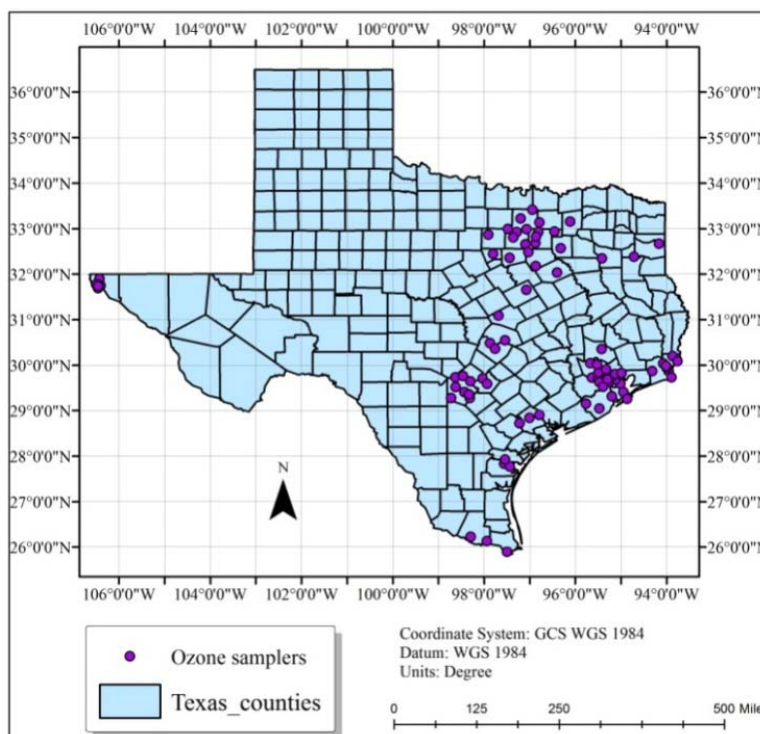 106°0'0"W 104°0'0"W 102°0'0"W 100°0'0"W 98°0'0"W 96°0'0"W 94°0'0"W
36°0'0"N 36°0'0"N
35°0'0"N 35°0'0"N
34°0'0"N 34°0'0"N
33°0'0"N 33°0'0"N
32°0'0"N 32°0'0"N
31°0'0"N 31°0'0"N
30°0'0"N 30°0'0"N
29°0'0"N 29°0'0"N
28°0'0"N 28°0'0"N
N
27°0'0"N 27°0'0"N
26°0'0"N 26°0'0"N
106°0'0"W 104°0'0"W 102°0'0"W 100°0'0"W 98°0'0"W 96°0'0"W 94°0'0"W
Ozone samplers
Texas_counties
Coordinate System: GCS WGS 1984
Datum: WGS 1984
Units: Degree
0 125 250 500 Mile